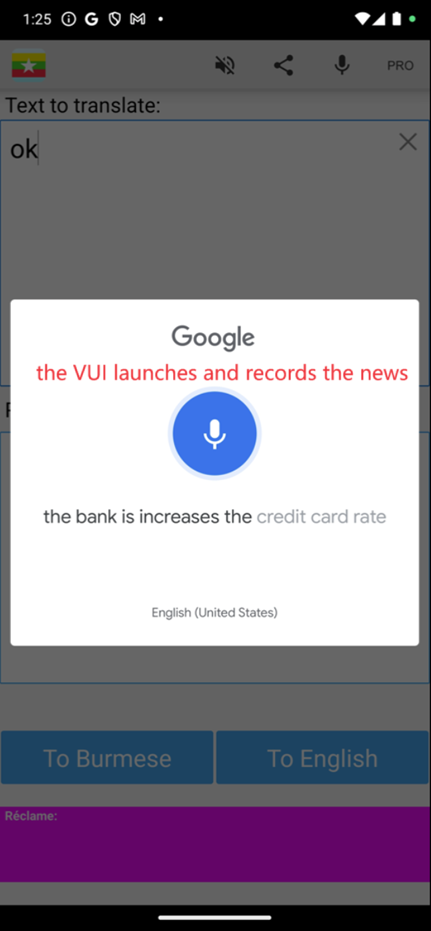 1:25
PRO
Text to translate:
ok
Google
the VUI launches and records the news
the bank is increases the credit card rate
English (United States)
To Burmese
To English
Réclame: